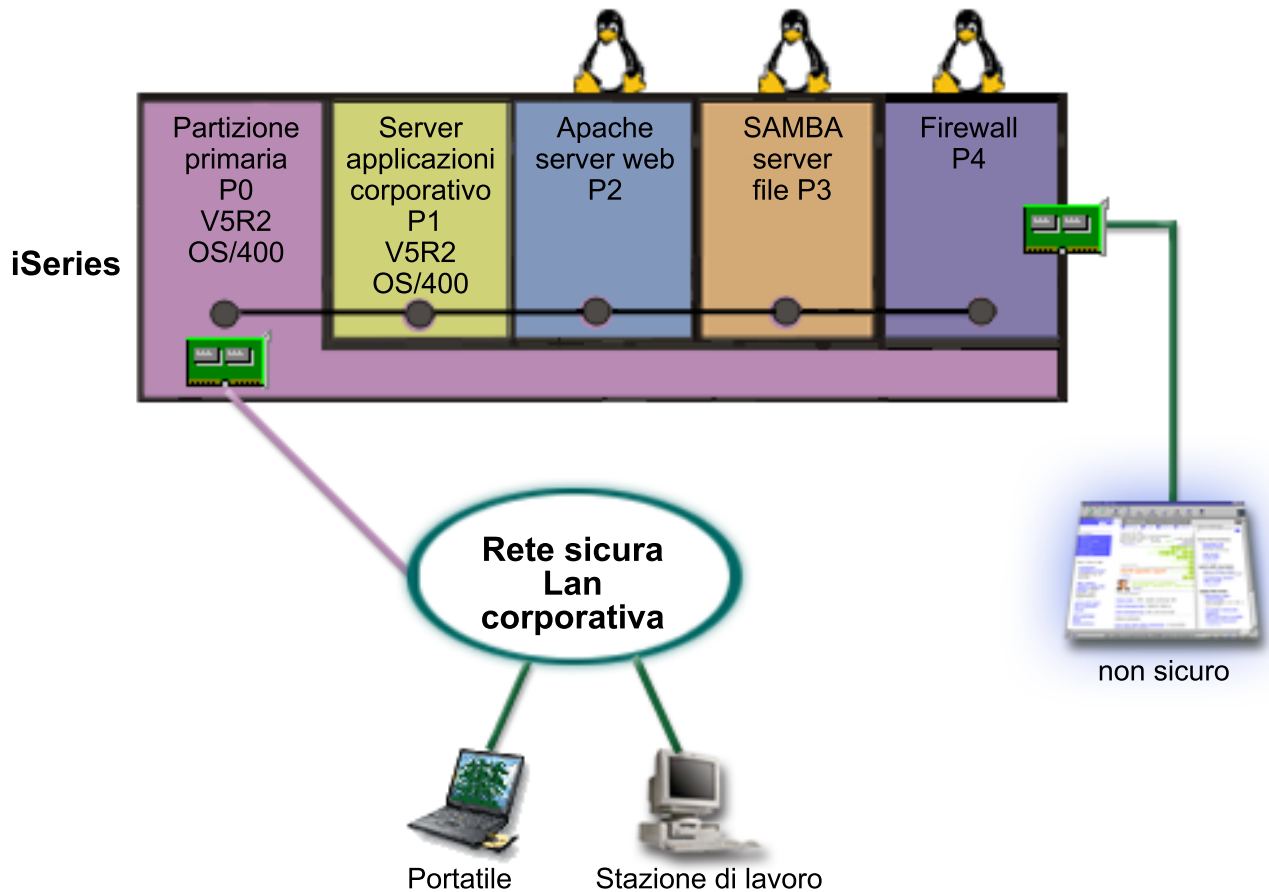 Partizione
primaria
P0
V5R2
OS/400
Server
applicazioni
corporativo
P1
V5R2
OS/400
Apache
server web
P2
SAMBA
server
file P3
Firewall
P4
iSeries
Rete sicura
Lan
corporativa
non sicuro
Portatile
Stazione di lavoro